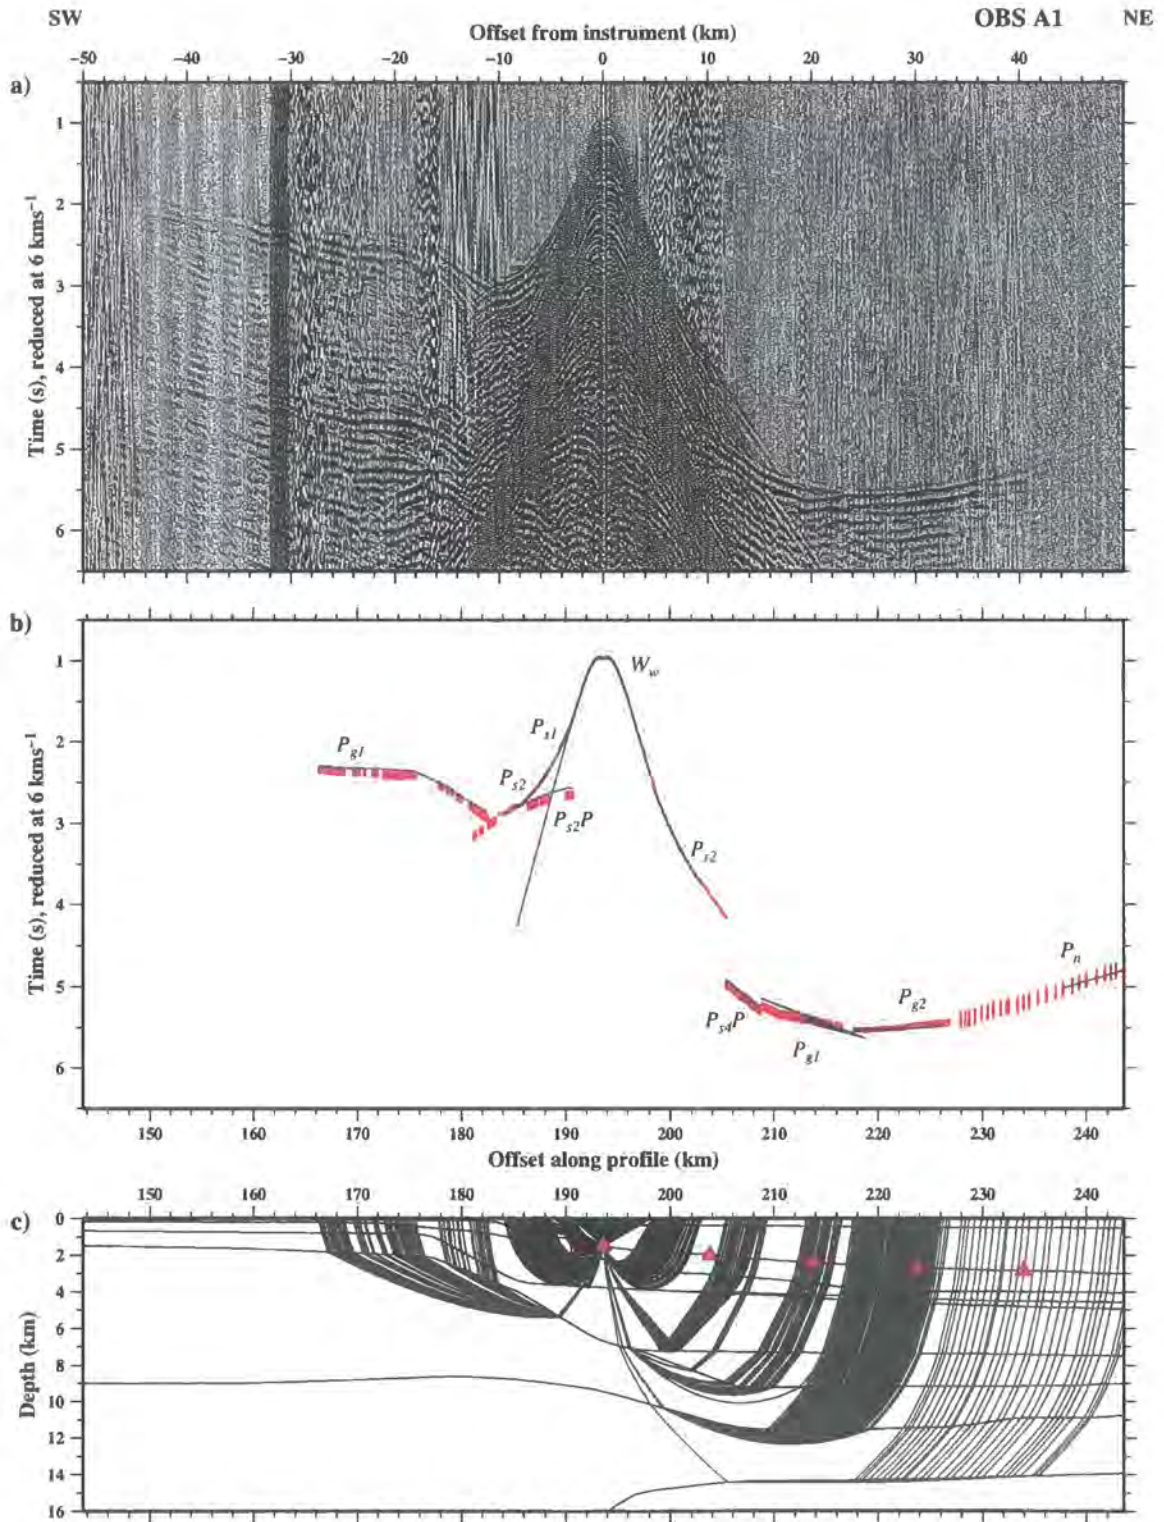 SW OBS A1 NE
Offset from instrument (km)
−50 −40 −30 −20 −10 0 10 20 30 40
a)
Time (s), reduced at 6 kms⁻¹
1
2
3
4
5
6
b)
Time (s), reduced at 6 kms⁻¹
1
2
3
4
5
6
W_w
P_s1
P_g1
P_s2
P_s2P
P_s2
P_n
P_g2
P_s4P
P_g1
150 160 170 180 190 200 210 220 230 240
Offset along profile (km)
150 160 170 180 190 200 210 220 230 240
c)
Depth (km)
0
2
4
6
8
10
12
14
16